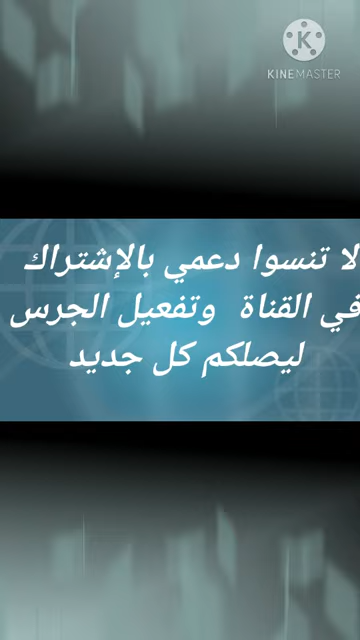 KINEMASTER
لا تنسوا دعمي بالإشتراك
في القناة وتفعيل الجرس
ليصلكم كل جديد